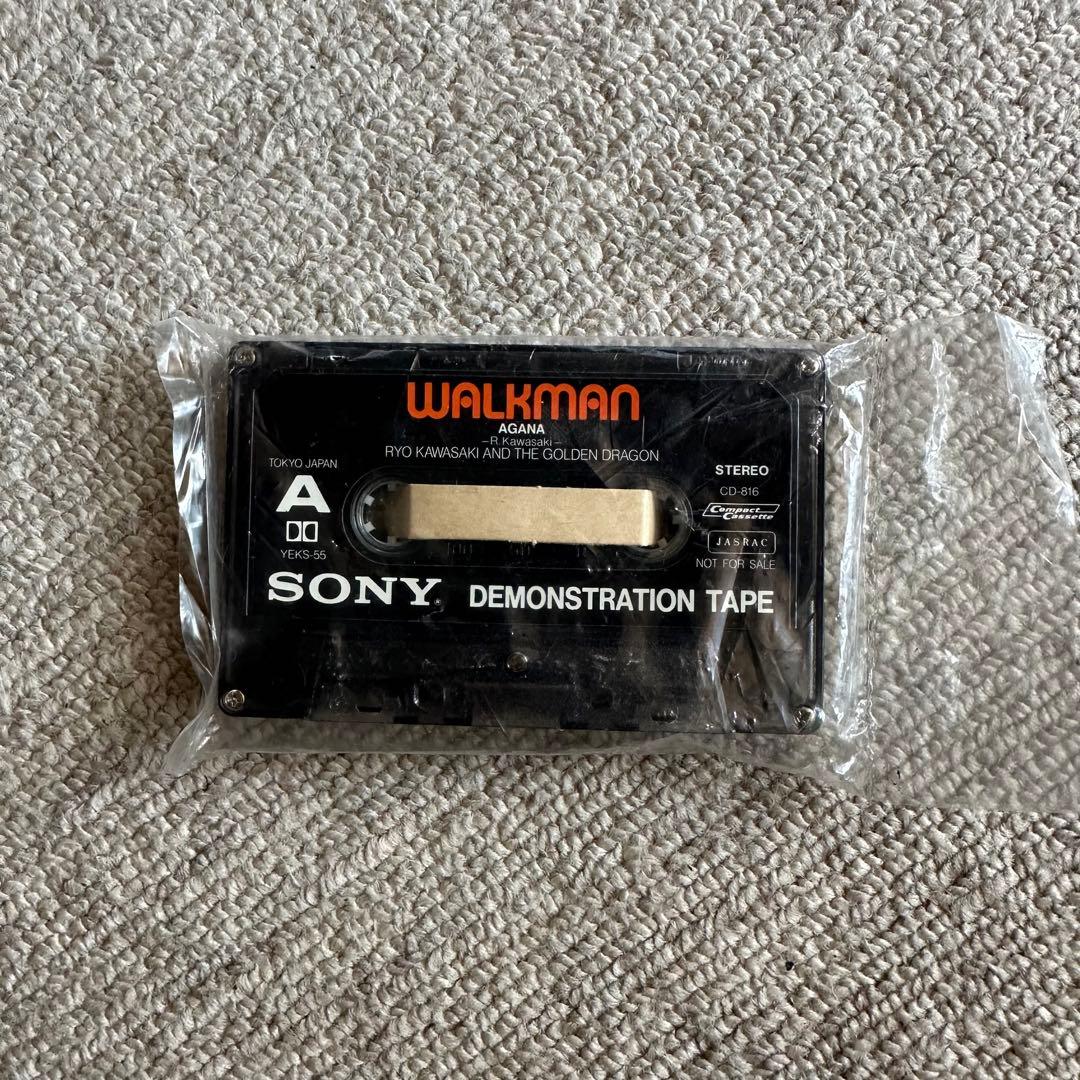 WALKMAN
AGANA
–R. Kawasaki–
RYO KAWASAKI AND THE GOLDEN DRAGON
TOKYO JAPAN
A
YEKS-55
STEREO
CD-816
Compact Cassette
JASRAC
NOT FOR SALE
SONY DEMONSTRATION TAPE